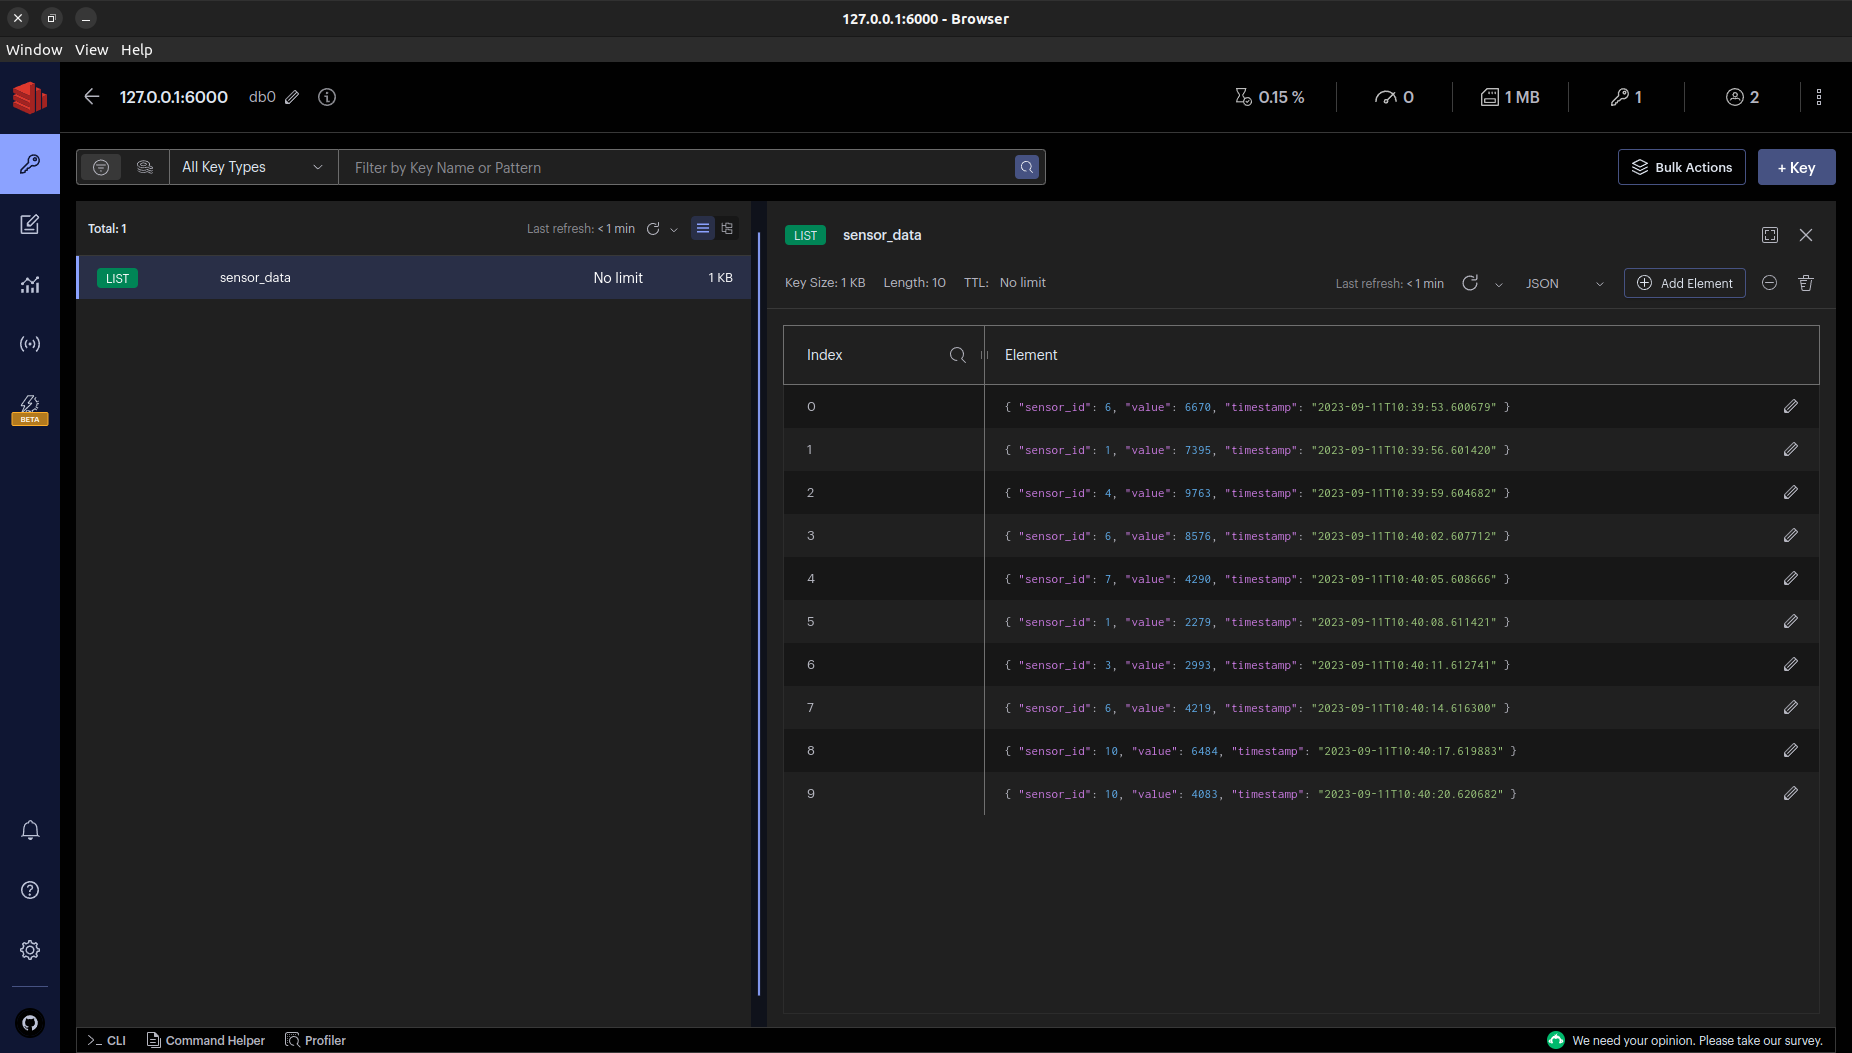 127.0.0.1:6000 - Browser
Window View Help
127.0.0.1:6000 db0 0.15 % 0 1 MB 1 2
All Key Types Filter by Key Name or Pattern Bulk Actions + Key
Total: 1 Last refresh: < 1 min
LIST sensor_data No limit 1 KB
LIST sensor_data
Key Size: 1 KB Length: 10 TTL: No limit Last refresh: < 1 min JSON Add Element
Index Element
0 { "sensor_id": 6, "value": 6670, "timestamp": "2023-09-11T10:39:53.600679" }
1 { "sensor_id": 1, "value": 7395, "timestamp": "2023-09-11T10:39:56.601420" }
2 { "sensor_id": 4, "value": 9763, "timestamp": "2023-09-11T10:39:59.604682" }
3 { "sensor_id": 6, "value": 8576, "timestamp": "2023-09-11T10:40:02.607712" }
4 { "sensor_id": 7, "value": 4290, "timestamp": "2023-09-11T10:40:05.608666" }
5 { "sensor_id": 1, "value": 2279, "timestamp": "2023-09-11T10:40:08.611421" }
6 { "sensor_id": 3, "value": 2993, "timestamp": "2023-09-11T10:40:11.612741" }
7 { "sensor_id": 6, "value": 4219, "timestamp": "2023-09-11T10:40:14.616300" }
8 { "sensor_id": 10, "value": 6484, "timestamp": "2023-09-11T10:40:17.619883" }
9 { "sensor_id": 10, "value": 4083, "timestamp": "2023-09-11T10:40:20.620682" }
BETA
>_ CLI Command Helper Profiler We need your opinion. Please take our survey.